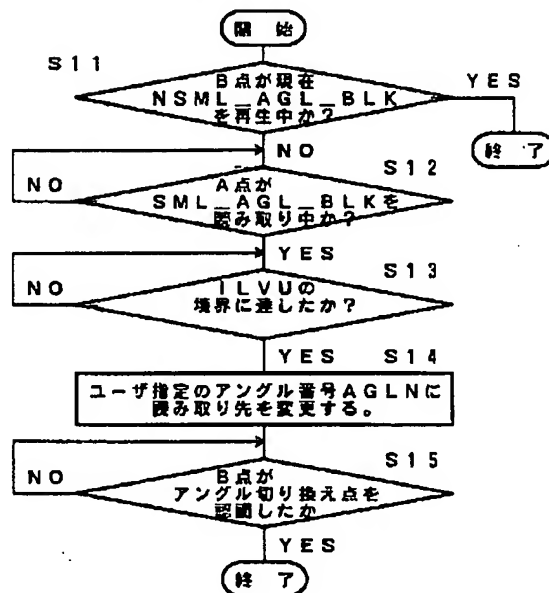 開 始
S11
B点が現在
NSML_AGL_BLK
を再生中か?
YES
終 了
NO
S12
NO
A点が
SML_AGL_BLKを
読み取り中か?
YES
S13
NO
ILVUの
境界に達したか?
YES
S14
ユーザ指定のアングル番号AGLNに
読み取り先を変更する。
S15
NO
B点が
アングル切り換え点を
認識したか
YES
終 了